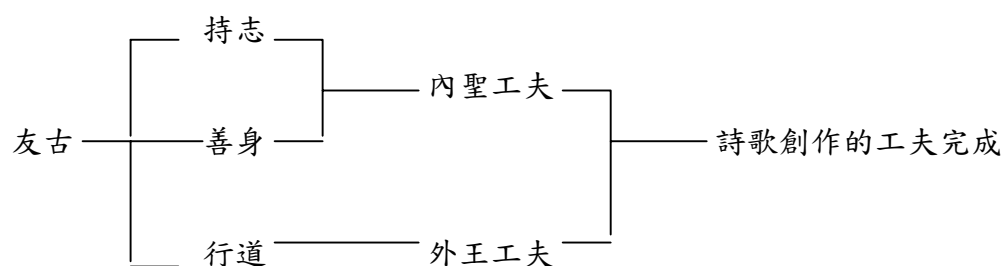 持志
內聖工夫
友古
善身
詩歌創作的工夫完成
行道
外王工夫